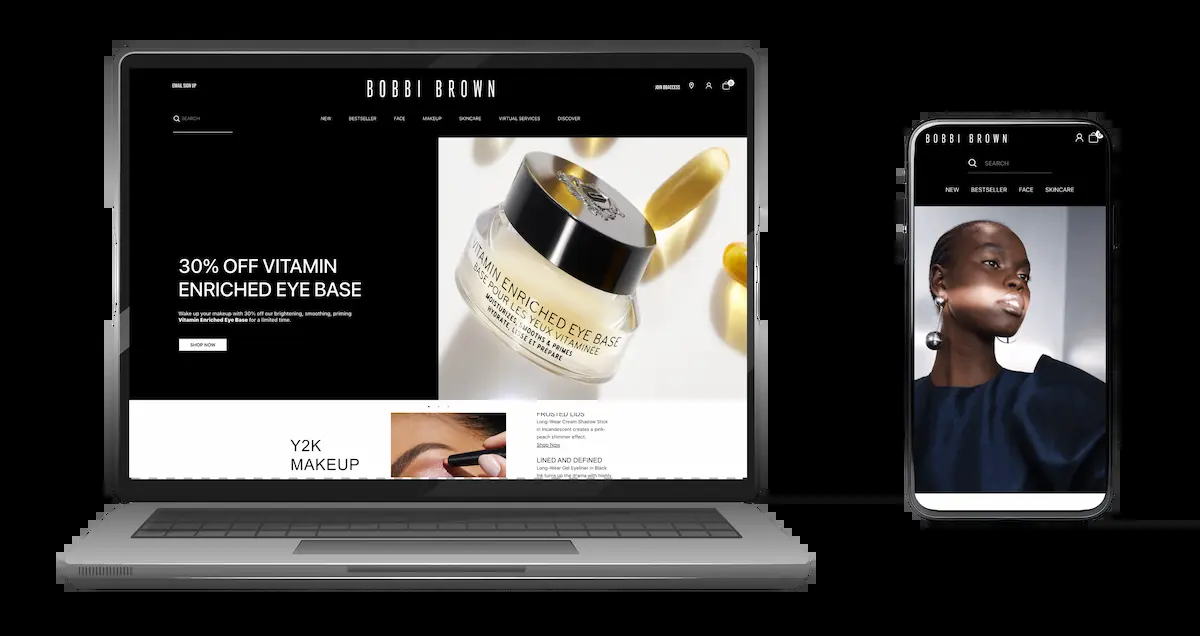 EMAIL SIGN UP
BOBBI BROWN
JOIN BBACCESS
SEARCH
NEW BESTSELLER FACE MAKEUP SKINCARE VIRTUAL SERVICES DISCOVER
30% OFF VITAMIN
ENRICHED EYE BASE
Wake up your makeup with 30% off our brightening, smoothing, priming
Vitamin Enriched Eye Base for a limited time.
SHOP NOW
VITAMIN ENRICHED EYE BASE
BASE POUR LES YEUX VITAMINÉE
MOISTURIZES, SMOOTHS & PRIMES
HYDRATE, LISSE ET PRÉPARE
Y2K
MAKEUP
FROSTED LIDS
Long-Wear Cream Shadow Stick
in Incandescent creates a pink-
peach shimmer effect.
Shop Now
LINED AND DEFINED
Long-Wear Gel Eyeliner in Black
Ink turns up the drama with highly
BOBBI BROWN
SEARCH
NEW BESTSELLER FACE SKINCARE